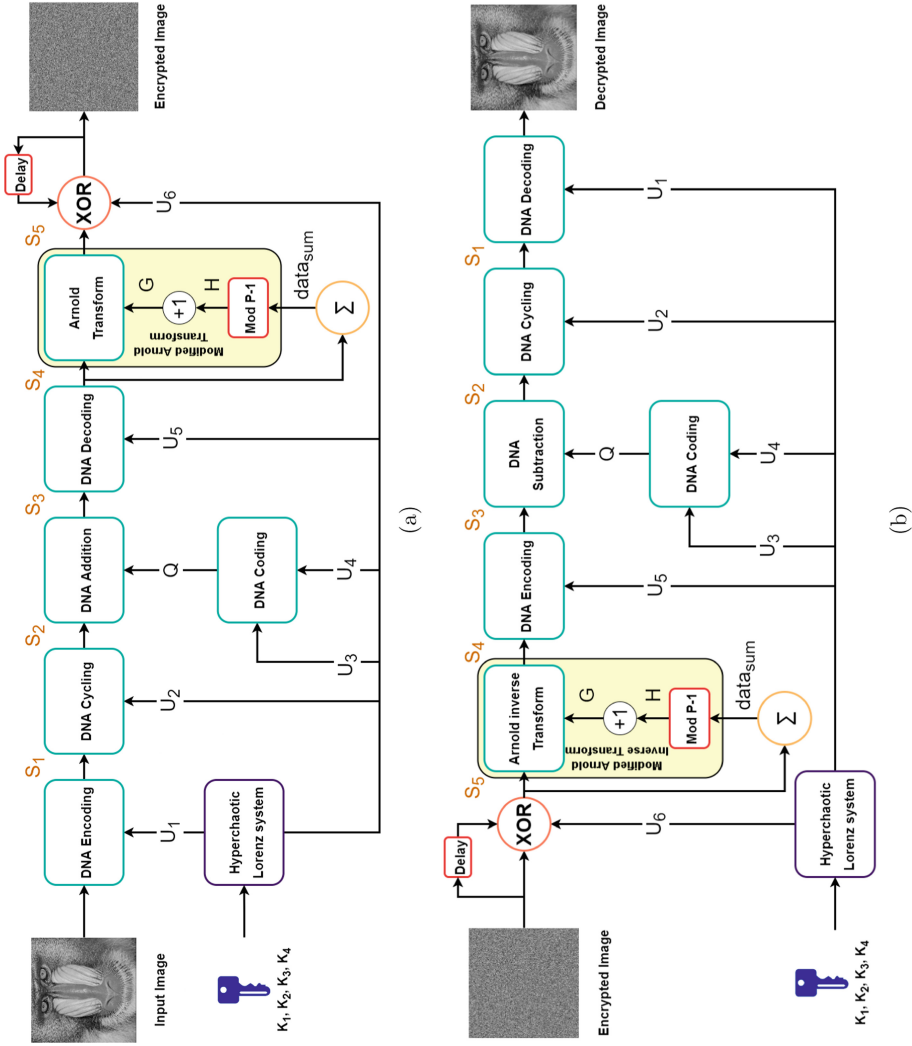 Input Image
K1, K2, K3, K4
DNA Encoding
Hyperchaotic
Lorenz system
U1
S1
DNA Cycling
U2
S2
DNA Addition
Q
DNA Coding
U3
U4
S3
DNA Decoding
U5
S4
Arnold
Transform
G
+1
H
Mod P-1
Modified Arnold
Transform
datasum
Σ
S5
XOR
Delay
U6
Encrypted Image
(a)
Encrypted Image
K1, K2, K3, K4
Delay
XOR
U6
Hyperchaotic
Lorenz system
S5
Arnold inverse
Transform
G
+1
H
Mod P-1
Modified Arnold
Inverse Transform
datasum
Σ
S4
DNA Encoding
U5
S3
DNA
Subtraction
Q
DNA Coding
U3
U4
S2
DNA Cycling
U2
S1
DNA Decoding
U1
Decrypted Image
(b)